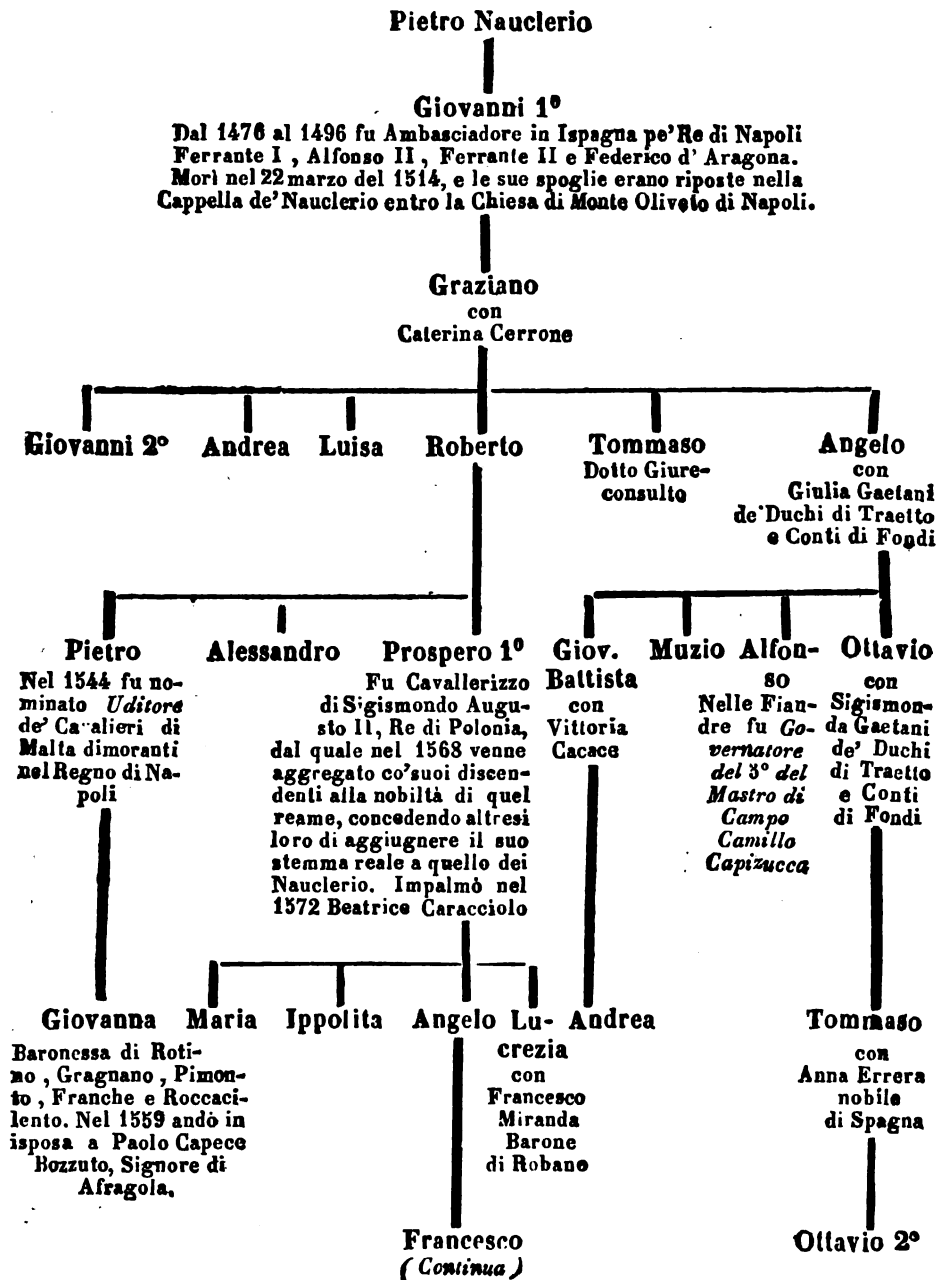 Pietro Nauclerio
Giovanni 1º
Dal 1476 al 1496 fu Ambasciadore in Ispagna pe'Re di Napoli
Ferrante I , Alfonso II , Ferrante II e Federico d' Aragona.
Morì nel 22 marzo del 1514, e le sue spoglie erano riposte nella
Cappella de'Nauclerio entro la Chiesa di Monte Oliveto di Napoli.
Graziano
con
Caterina Cerrone
Giovanni 2º
Andrea
Luisa
Roberto
Tommaso
Dotto Giure-
consulto
Angelo
con
Giulia Gaetani
de'Duchi di Traetto
e Conti di Fondi
Pietro
Nel 1544 fu no-
minato Uditore
de' Cavalieri di
Malta dimoranti
nel Regno di Na-
poli
Alessandro
Prospero 1º
Fu Cavallerizzo
di Sigismondo Augu-
sto II, Re di Polonia,
dal quale nel 1568 venne
aggregato co'suoi discen-
denti alla nobiltà di quel
reame, concedendo altresi
loro di aggiugnere il suo
stemma reale a quello dei
Nauclerio. Impalmò nel
1572 Beatrice Caracciolo
Giov.
Battista
con
Vittoria
Cacace
Muzio
Alfon-
so
Nelle Fian-
dre fu Go-
vernatore
del 3º del
Mastro di
Campo
Camillo
Capizucca
Ottavio
con
Sigismon-
da Gaetani
de' Duchi
di Traetto
e Conti
di Fondi
Giovanna
Baronessa di Roti-
no , Gragnano , Pimon-
to , Franche e Roccaci-
lento. Nel 1559 andò in
isposa a Paolo Capece
Bozzuto, Signore di
Afragola.
Maria
Ippolita
Angelo
Lu-
crezia
con
Francesco
Miranda
Barone
di Robano
Andrea
Tommaso
con
Anna Errera
nobile
di Spagna
Francesco
( Continua )
Ottavio 2º